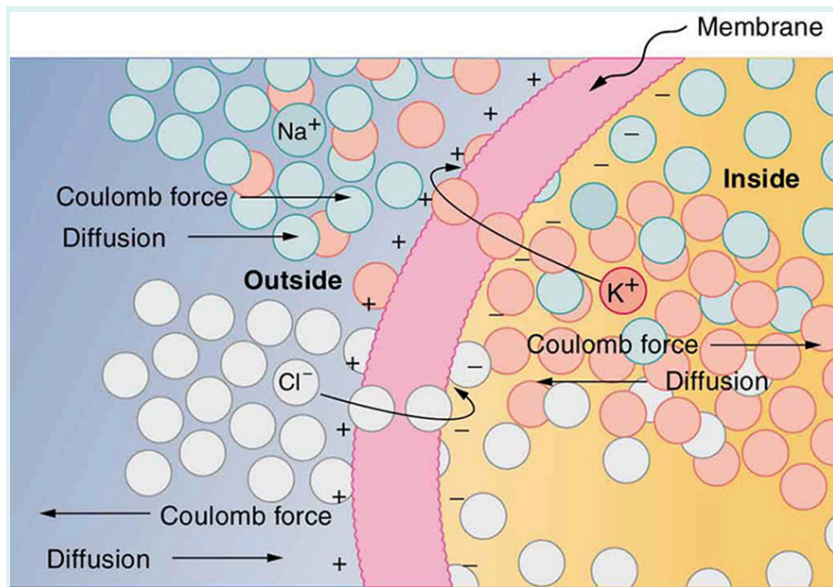 Membrane
Na+
Coulomb force
Inside
Diffusion
Outside
K+
Coulomb force
Cl−
Diffusion
Coulomb force
Diffusion